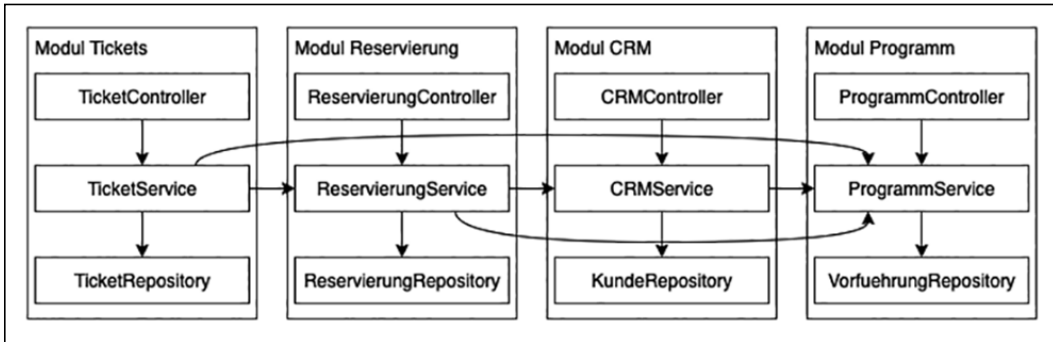 Modul Tickets
TicketController
TicketService
TicketRepository
Modul Reservierung
ReservierungController
ReservierungService
ReservierungRepository
Modul CRM
CRMController
CRMService
KundeRepository
Modul Programm
ProgrammController
ProgrammService
VorfuehrungRepository